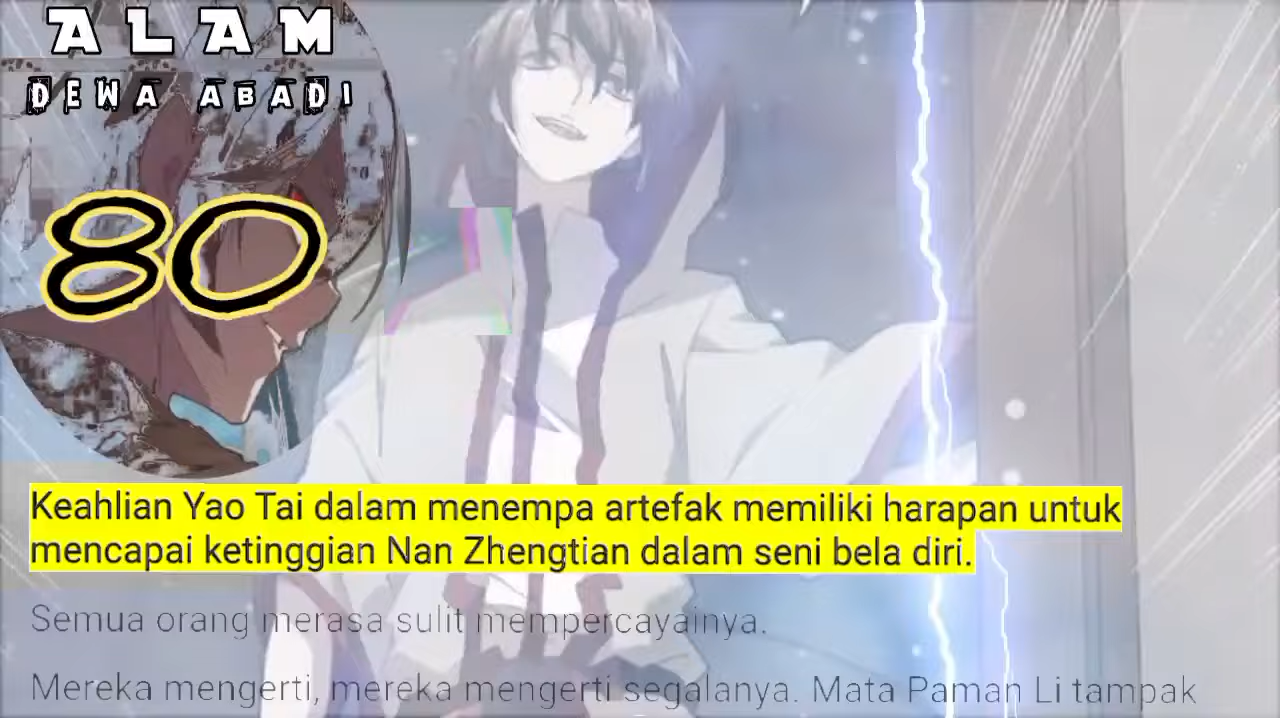 ALAM
DEWA ABADI
80
Keahlian Yao Tai dalam menempa artefak memiliki harapan untuk
mencapai ketinggian Nan Zhengtian dalam seni bela diri.
Semua orang merasa sulit mempercayainya.
Mereka mengerti, mereka mengerti segalanya. Mata Paman Li tampak